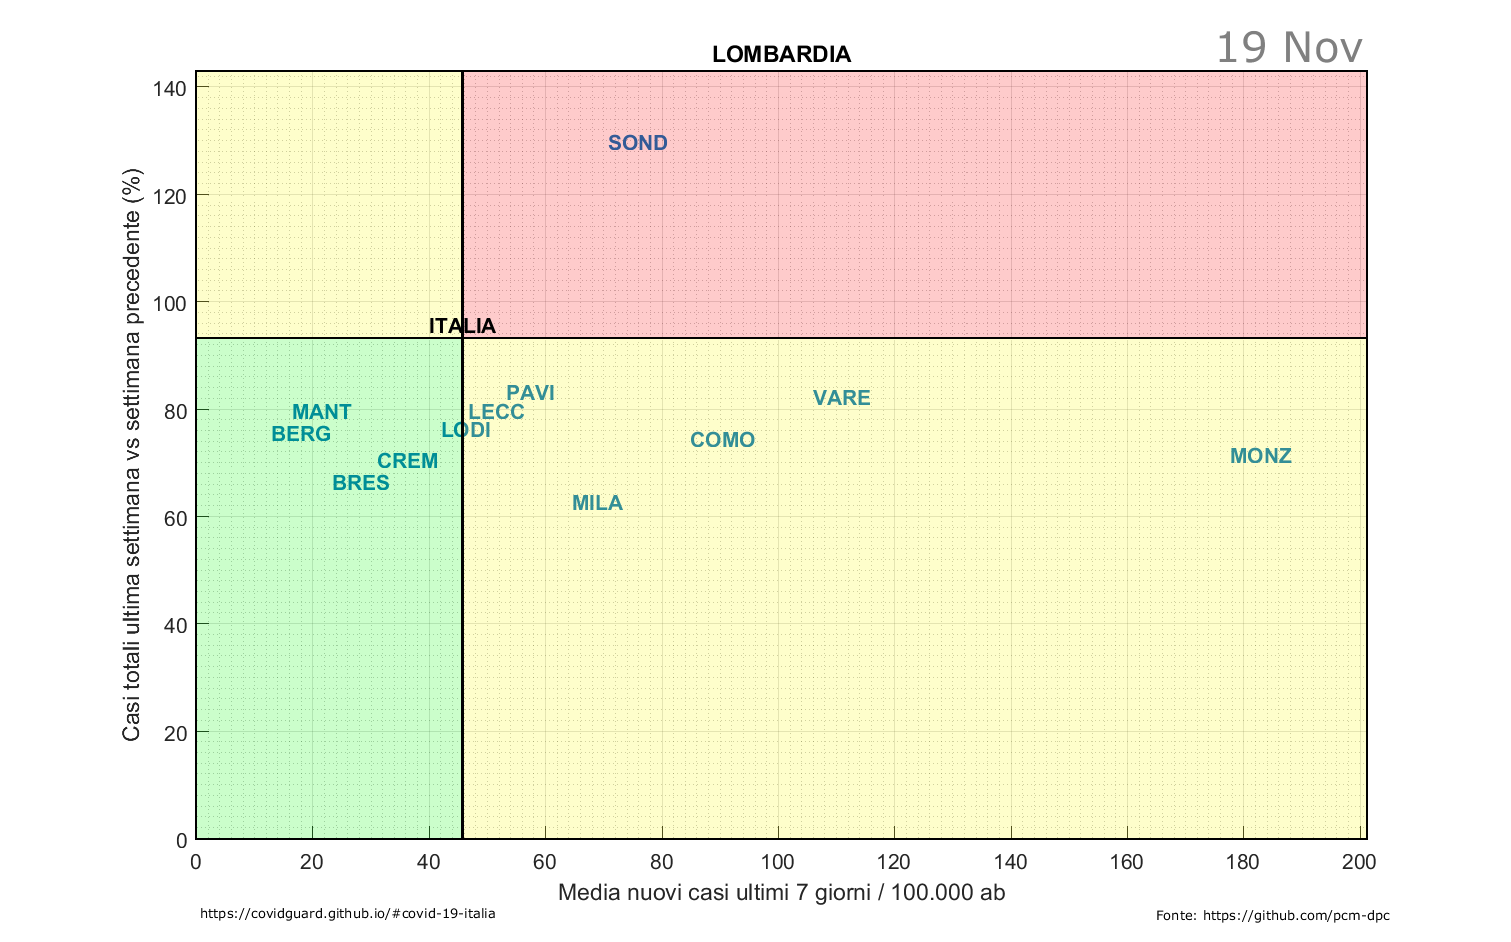 19 Nov
LOMBARDIA
140
120
100
80
60
40
20
0
Casi totali ultima settimana vs settimana precedente (%)
SOND
ITALIA
PAVI
VARE
MANT
LECC
BERG
LODI
COMO
CREM
MONZ
BRES
MILA
0 20 40 60 80 100 120 140 160 180 200
Media nuovi casi ultimi 7 giorni / 100.000 ab
https://covidguard.github.io/#covid-19-italia
Fonte: https://github.com/pcm-dpc